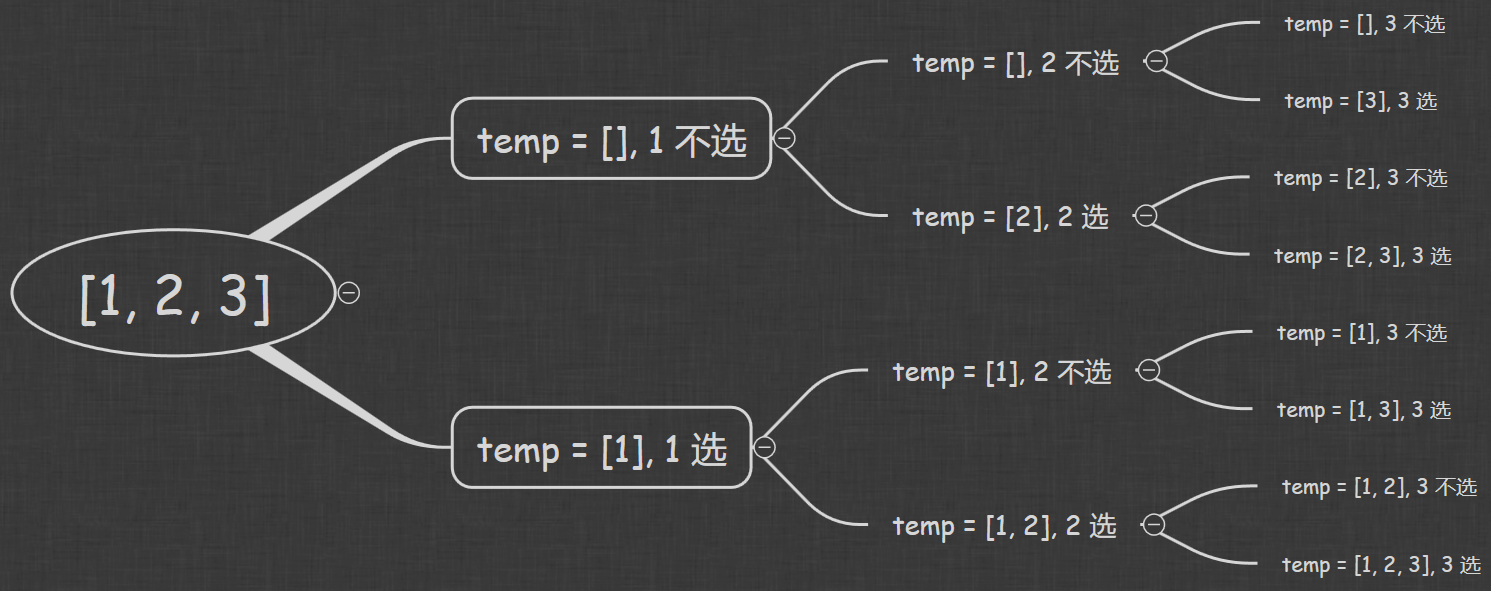 [1, 2, 3]
temp = [], 1 不选
temp = [], 2 不选
temp = [], 3 不选
temp = [3], 3 选
temp = [2], 2 选
temp = [2], 3 不选
temp = [2, 3], 3 选
temp = [1], 1 选
temp = [1], 2 不选
temp = [1], 3 不选
temp = [1, 3], 3 选
temp = [1, 2], 2 选
temp = [1, 2], 3 不选
temp = [1, 2, 3], 3 选